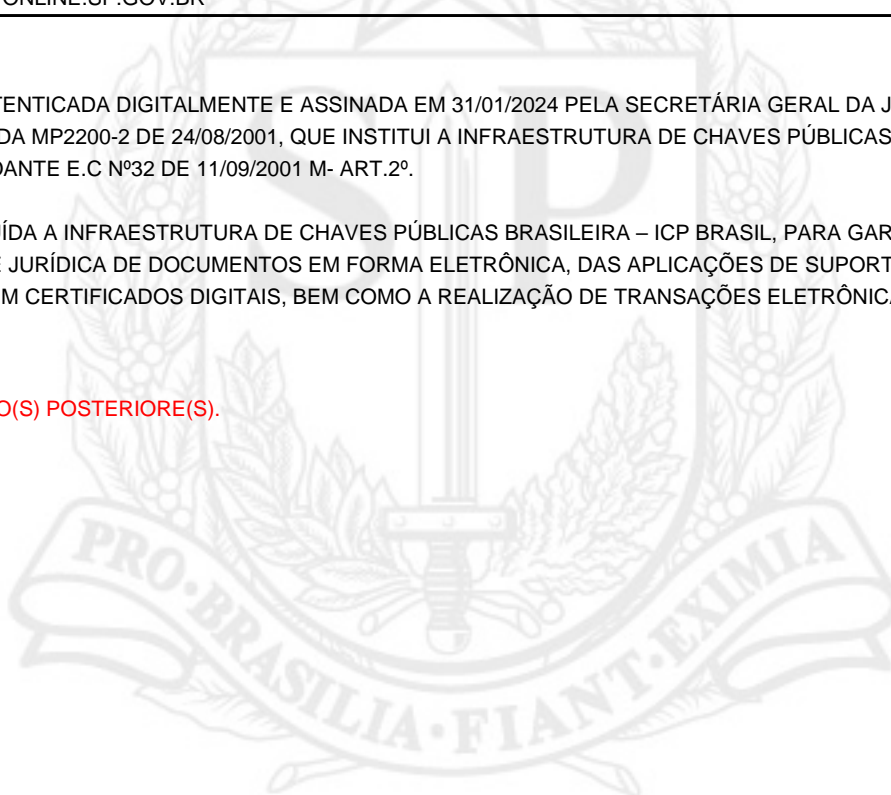 ONLINE.SP.GOV.BR
TENTICADA DIGITALMENTE E ASSINADA EM 31/01/2024 PELA SECRETÁRIA GERAL DA J
DA MP2200-2 DE 24/08/2001, QUE INSTITUI A INFRAESTRUTURA DE CHAVES PÚBLICAS
DANTE E.C Nº32 DE 11/09/2001 M- ART.2º.
ÍDA A INFRAESTRUTURA DE CHAVES PÚBLICAS BRASILEIRA – ICP BRASIL, PARA GAR
E JURÍDICA DE DOCUMENTOS EM FORMA ELETRÔNICA, DAS APLICAÇÕES DE SUPORT
M CERTIFICADOS DIGITAIS, BEM COMO A REALIZAÇÃO DE TRANSAÇÕES ELETRÔNICA
O(S) POSTERIORE(S).
SP
PRO·BRASILIA·FIANT·EXIMIA